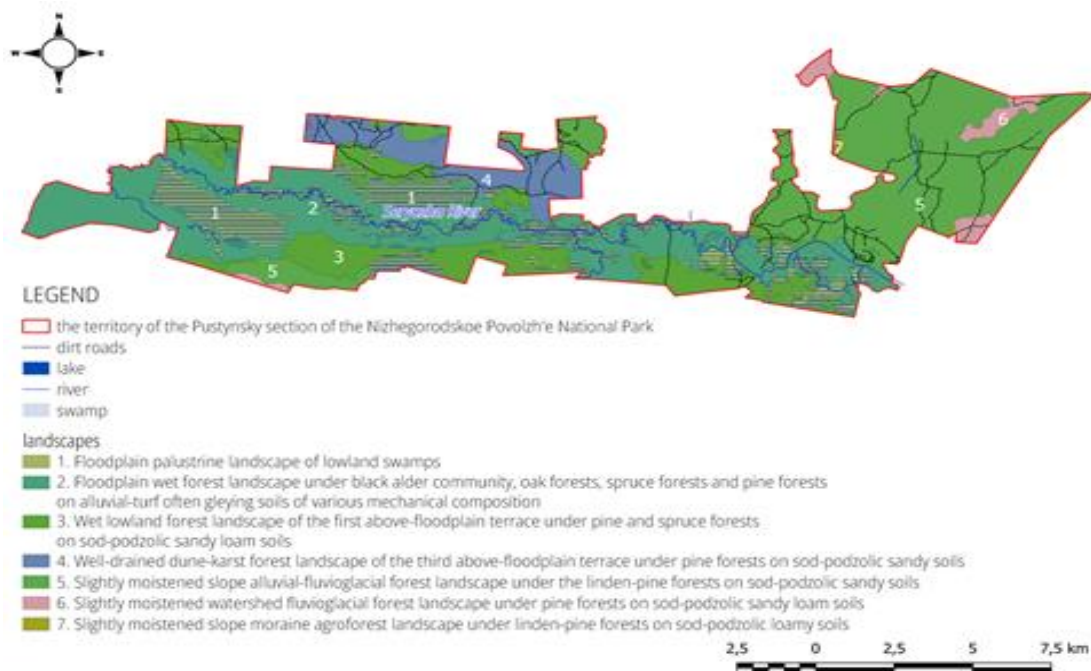 N
W E
S
6
7
4
1
1
2
Serezha River
5
3
5
LEGEND
the territory of the Pustynsky section of the Nizhegorodskoe Povolzh'e National Park
dirt roads
lake
river
swamp
landscapes
1. Floodplain palustrine landscape of lowland swamps
2. Floodplain wet forest landscape under black alder community, oak forests, spruce forests and pine forests
on alluvial-turf often gleying soils of various mechanical composition
3. Wet lowland forest landscape of the first above-floodplain terrace under pine and spruce forests
on sod-podzolic sandy loam soils
4. Well-drained dune-karst forest landscape of the third above-floodplain terrace under pine forests on sod-podzolic sandy soils
5. Slightly moistened slope alluvial-fluvioglacial forest landscape under the linden-pine forests on sod-podzolic sandy soils
6. Slightly moistened watershed fluvioglacial forest landscape under pine forests on sod-podzolic sandy loam soils
7. Slightly moistened slope moraine agroforest landscape under linden-pine forests on sod-podzolic loamy soils
2,5 0 2,5 5 7,5 km